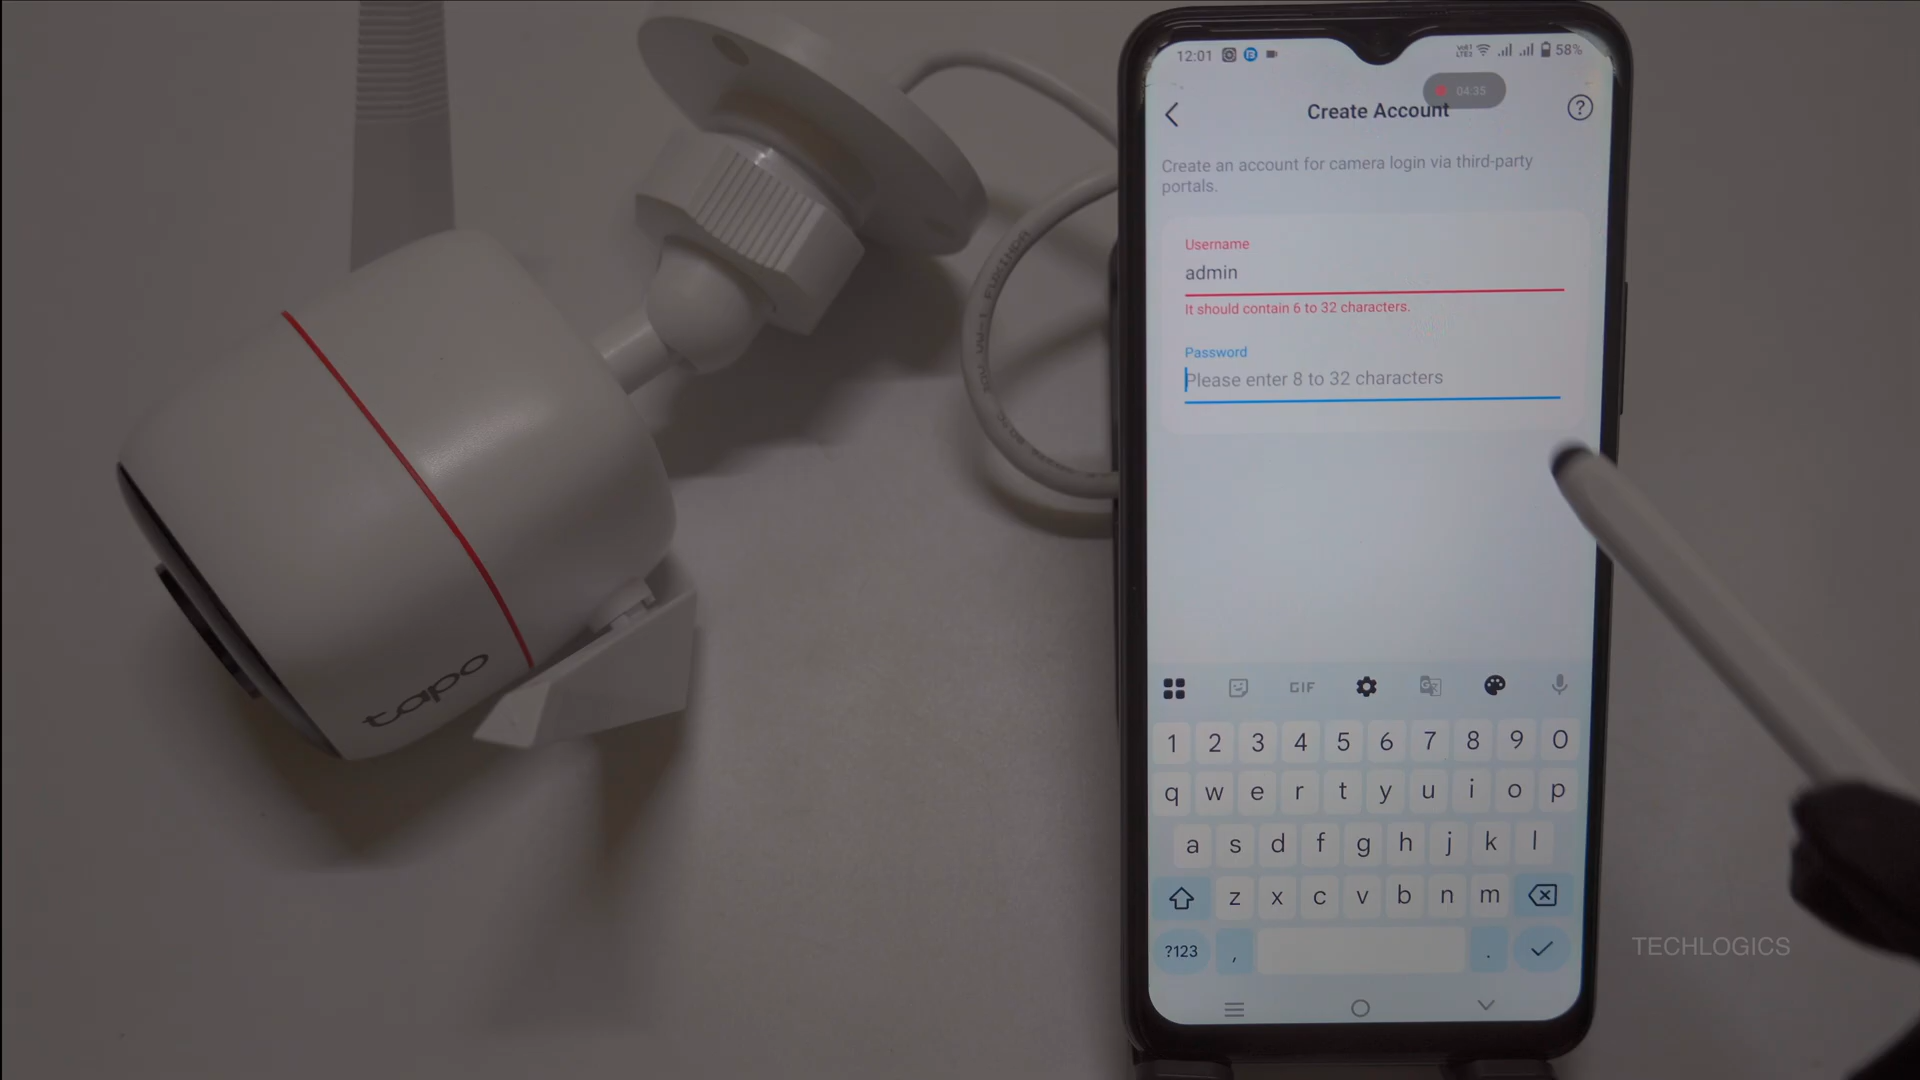 12:01
58%
04:35
Create Account
?
Create an account for camera login via third-party
portals.
Username
admin
It should contain 6 to 32 characters.
Password
Please enter 8 to 32 characters
GIF
1 2 3 4 5 6 7 8 9 0
q w e r t y u i o p
a s d f g h j k l
z x c v b n m
?123 , .
tapo
TECHLOGICS